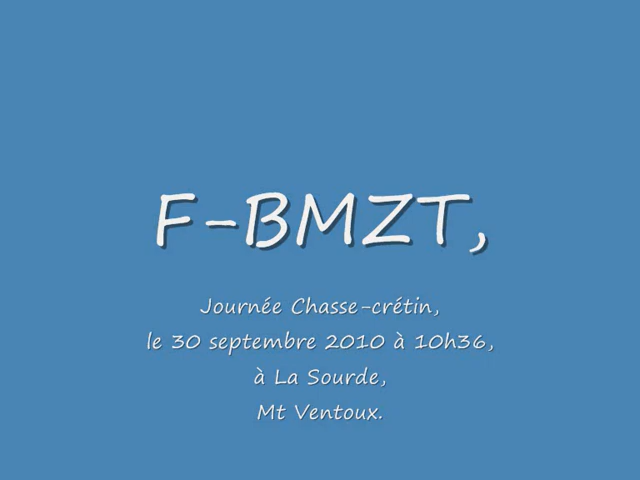 F-BMZT,
Journée Chasse-crétin,
le 30 septembre 2010 à 10h36,
à La Sourde,
Mt Ventoux.